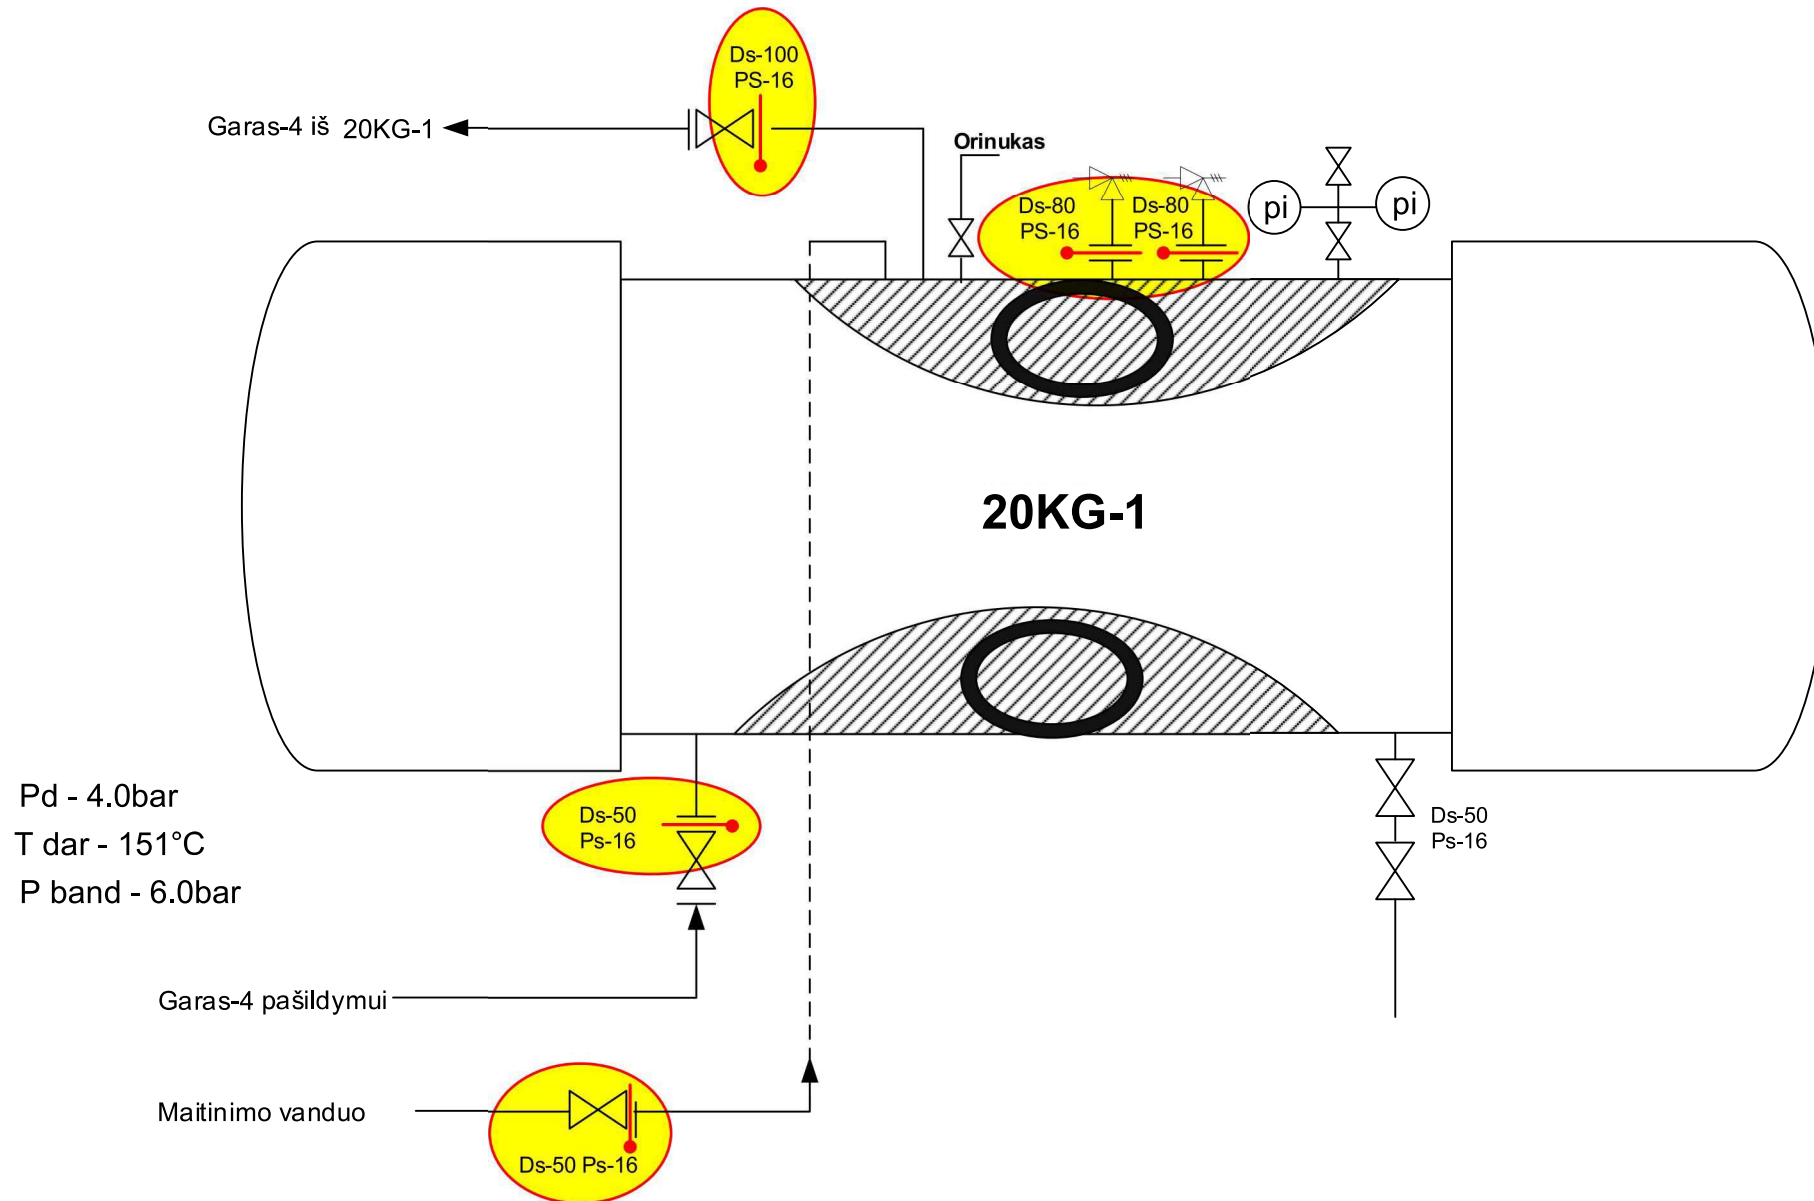 Ds-100
PS-16
Garas-4 iš 20KG-1
Orinukas
Ds-80
PS-16
Ds-80
PS-16
pi
pi
20KG-1
Pd - 4.0bar
T dar - 151°C
P band - 6.0bar
Ds-50
Ps-16
Ds-50
Ps-16
Garas-4 pašildymui
Maitinimo vanduo
Ds-50 Ps-16